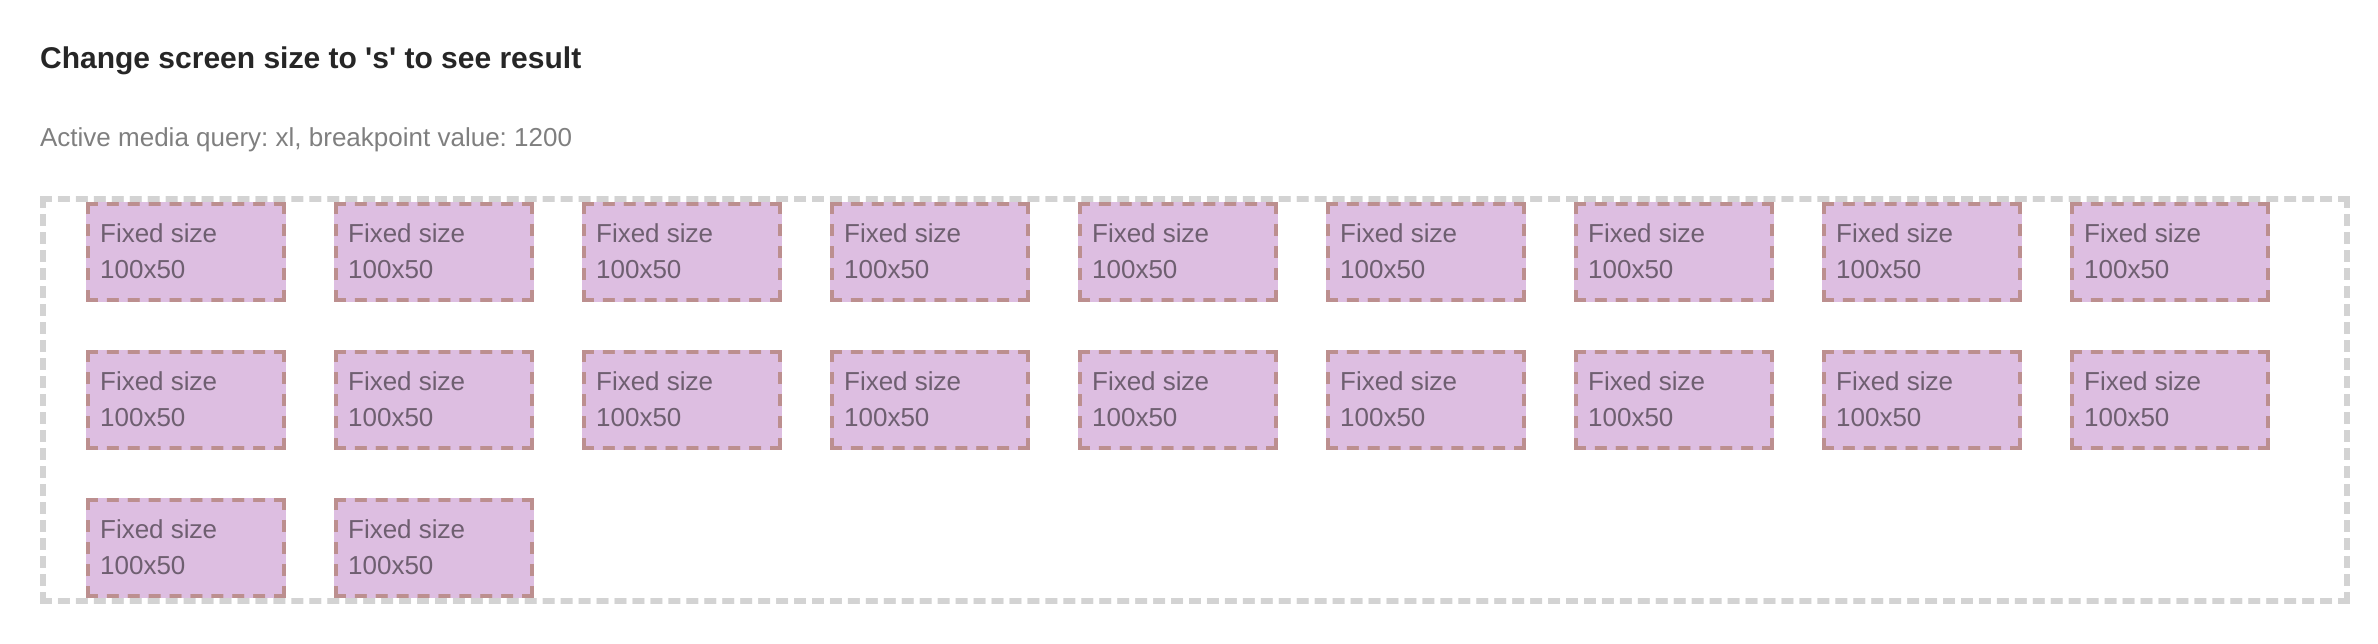 Change screen size to 's' to see result
Active media query: xl, breakpoint value: 1200
Fixed size Fixed size Fixed size Fixed size Fixed size Fixed size Fixed size Fixed size Fixed size
100x50 100x50 100x50 100x50 100x50 100x50 100x50 100x50 100x50
Fixed size Fixed size Fixed size Fixed size Fixed size Fixed size Fixed size Fixed size Fixed size
100x50 100x50 100x50 100x50 100x50 100x50 100x50 100x50 100x50
Fixed size Fixed size
100x50 100x50